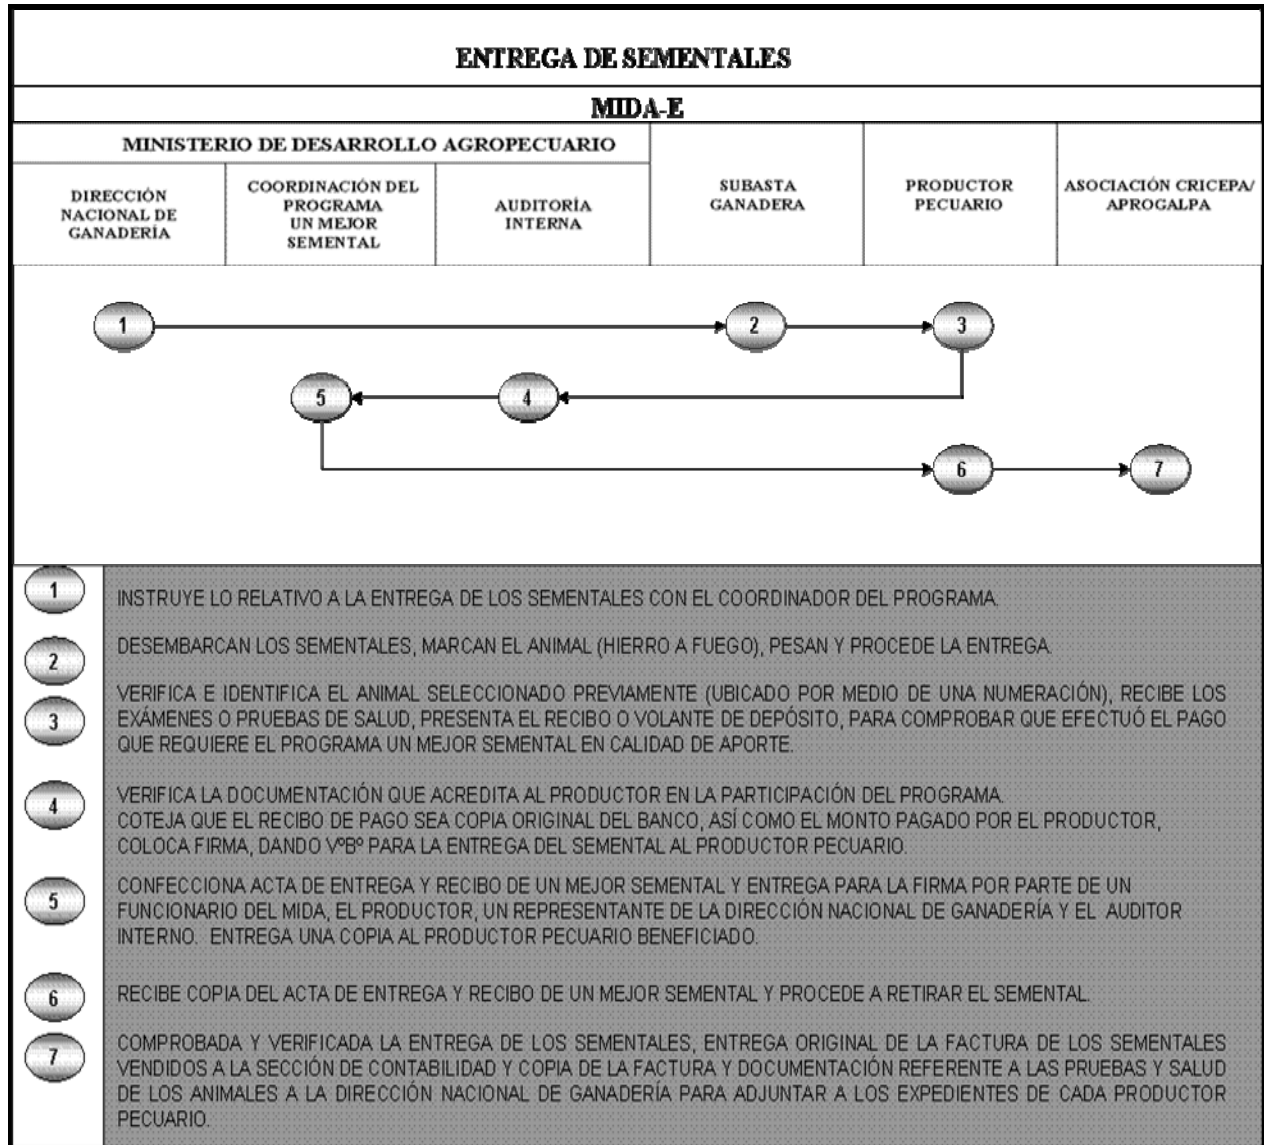 ENTREGA DE SEMENTALES
MIDA-E
MINISTERIO DE DESARROLLO AGROPECUARIO
DIRECCIÓN
NACIONAL DE
GANADERÍA
COORDINACIÓN DEL
PROGRAMA
UN MEJOR
SEMENTAL
AUDITORÍA
INTERNA
SUBASTA
GANADERA
PRODUCTOR
PECUARIO
ASOCIACIÓN CRICEPA/
APROGALPA
1
2
3
5
4
6
7
1
INSTRUYE LO RELATIVO A LA ENTREGA DE LOS SEMENTALES CON EL COORDINADOR DEL PROGRAMA.
2
DESEMBARCAN LOS SEMENTALES, MARCAN EL ANIMAL (HIERRO A FUEGO), PESAN Y PROCEDE LA ENTREGA.
3
VERIFICA E IDENTIFICA EL ANIMAL SELECCIONADO PREVIAMENTE (UBICADO POR MEDIO DE UNA NUMERACIÓN), RECIBE LOS
EXÁMENES O PRUEBAS DE SALUD, PRESENTA EL RECIBO O VOLANTE DE DEPÓSITO, PARA COMPROBAR QUE EFECTUÓ EL PAGO
QUE REQUIERE EL PROGRAMA UN MEJOR SEMENTAL EN CALIDAD DE APORTE.
4
VERIFICA LA DOCUMENTACIÓN QUE ACREDITA AL PRODUCTOR EN LA PARTICIPACIÓN DEL PROGRAMA.
COTEJA QUE EL RECIBO DE PAGO SEA COPIA ORIGINAL DEL BANCO, ASÍ COMO EL MONTO PAGADO POR EL PRODUCTOR,
COLOCA FIRMA, DANDO VºBº PARA LA ENTREGA DEL SEMENTAL AL PRODUCTOR PECUARIO.
5
CONFECCIONA ACTA DE ENTREGA Y RECIBO DE UN MEJOR SEMENTAL Y ENTREGA PARA LA FIRMA POR PARTE DE UN
FUNCIONARIO DEL MIDA, EL PRODUCTOR, UN REPRESENTANTE DE LA DIRECCIÓN NACIONAL DE GANADERÍA Y EL AUDITOR
INTERNO. ENTREGA UNA COPIA AL PRODUCTOR PECUARIO BENEFICIADO.
6
RECIBE COPIA DEL ACTA DE ENTREGA Y RECIBO DE UN MEJOR SEMENTAL Y PROCEDE A RETIRAR EL SEMENTAL.
7
COMPROBADA Y VERIFICADA LA ENTREGA DE LOS SEMENTALES, ENTREGA ORIGINAL DE LA FACTURA DE LOS SEMENTALES
VENDIDOS A LA SECCIÓN DE CONTABILIDAD Y COPIA DE LA FACTURA Y DOCUMENTACIÓN REFERENTE A LAS PRUEBAS Y SALUD
DE LOS ANIMALES A LA DIRECCIÓN NACIONAL DE GANADERÍA PARA ADJUNTAR A LOS EXPEDIENTES DE CADA PRODUCTOR
PECUARIO.